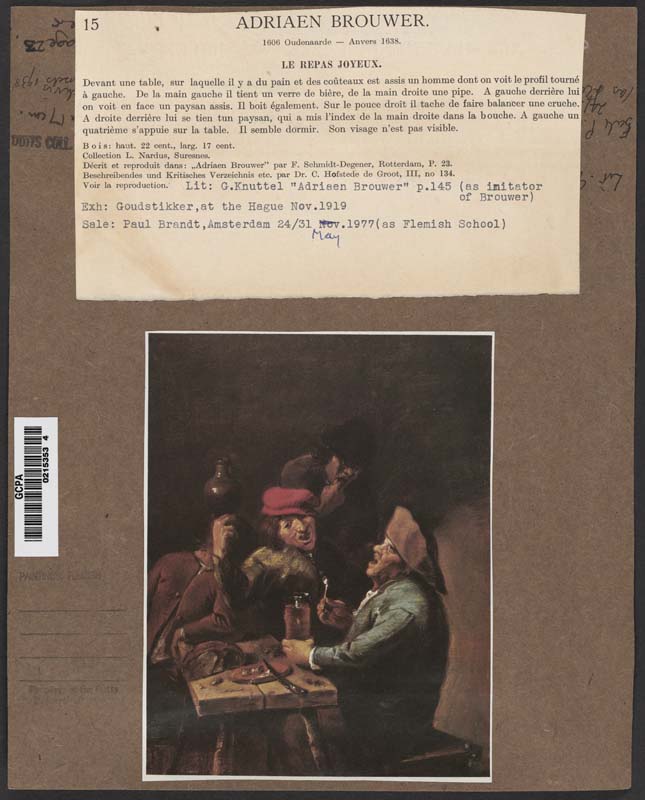 15
ADRIAEN BROUWER.
1606 Oudenaarde — Anvers 1638.
LE REPAS JOYEUX.
Devant une table, sur laquelle il y a du pain et des coûteaux est assis un homme dont on voit le profil tourné
à gauche. De la main gauche il tient un verre de bière, de la main droite une pipe. A gauche derrière lui
on voit en face un paysan assis. Il boit également. Sur le pouce droit il tache de faire balancer une cruche.
A droite derrière lui se tien tun paysan, qui a mis l'index de la main droite dans la bouche. A gauche un
quatrième s'appuie sur la table. Il semble dormir. Son visage n'est pas visible.
Bois: haut. 22 cent., larg. 17 cent.
Collection L. Nardus, Suresnes.
Décrit et reproduit dans: „Adriaen Brouwer" par F. Schmidt-Degener, Rotterdam, P. 23.
Beschreibendes und Kritisches Verzeichnis etc. par Dr. C. Hofstede de Groot, III, no 134.
Voir la reproduction. Lit: G.Knuttel "Adriaen Brouwer" p.145 (as imitator
of Brouwer)
Exh: Goudstikker,at the Hague Nov.1919
Sale: Paul Brandt,Amsterdam 24/31 Nov.1977(as Flemish School)
May
GCPA
0215353 4